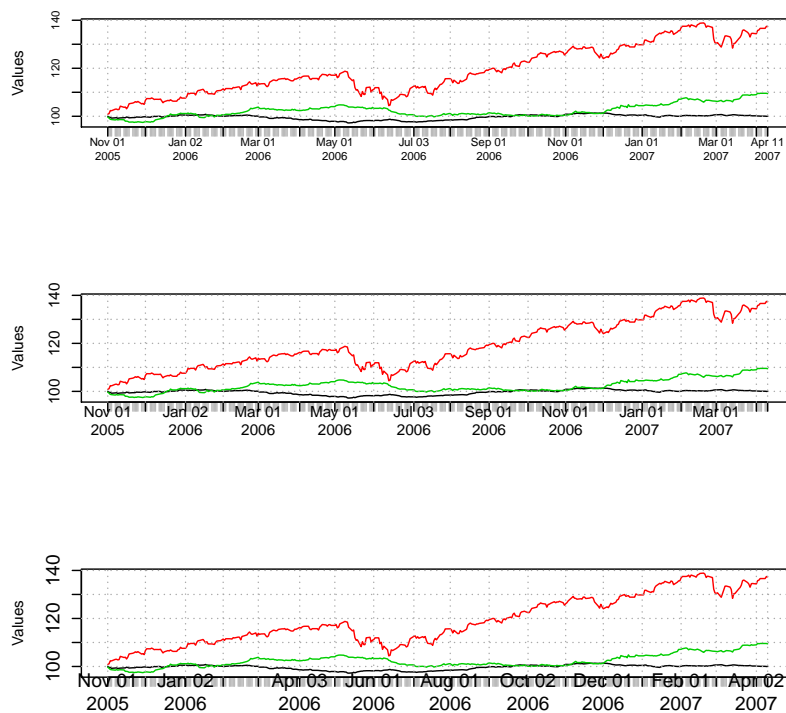 140
120
100
Values
Nov 01 Jan 02 Mar 01 May 01 Jul 03 Sep 01 Nov 01 Jan 01 Mar 01 Apr 11
2005 2006 2006 2006 2006 2006 2006 2007 2007 2007
140
120
100
Values
Nov 01 Jan 02 Mar 01 May 01 Jul 03 Sep 01 Nov 01 Jan 01 Mar 01
2005 2006 2006 2006 2006 2006 2006 2007 2007
140
120
100
Values
Nov 01 Jan 02 Apr 03 Jun 01 Aug 01 Oct 02 Dec 01 Feb 01 Apr 02
2005 2006 2006 2006 2006 2006 2006 2007 2007